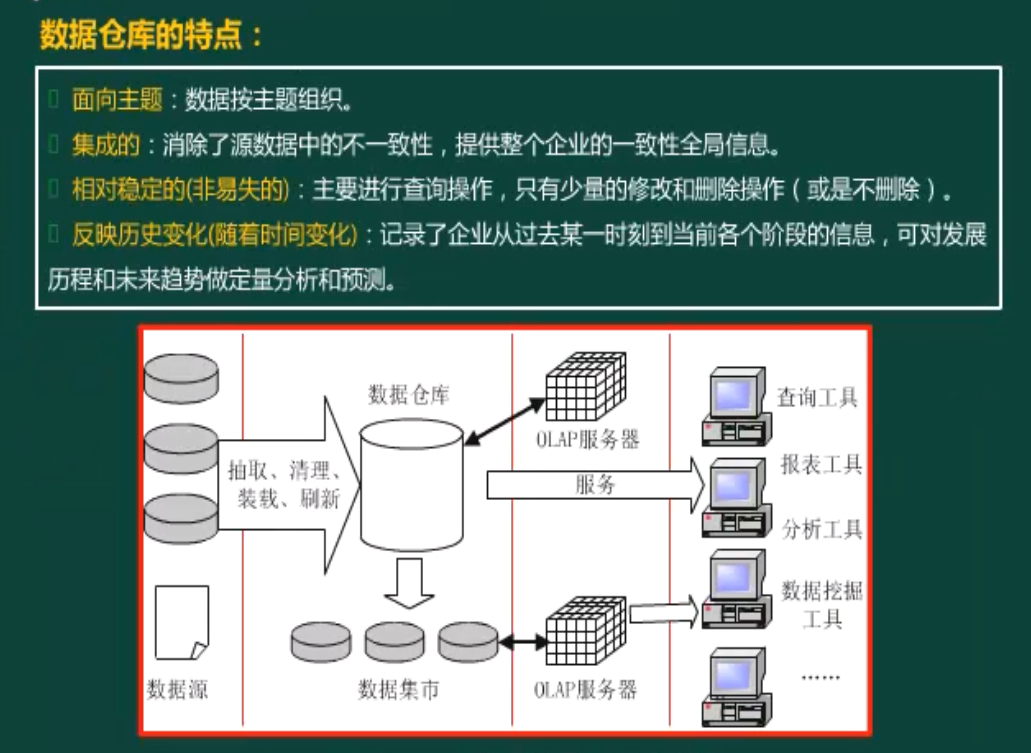 数据仓库的特点：
面向主题：数据按主题组织。
集成的：消除了源数据中的不一致性，提供整个企业的一致性全局信息。
相对稳定的(非易失的)：主要进行查询操作，只有少量的修改和删除操作（或是不删除）。
反映历史变化(随着时间变化)：记录了企业从过去某一时刻到当前各个阶段的信息，可对发展
历程和未来趋势做定量分析和预测。
数据仓库
OLAP服务器
查询工具
抽取、清理、
装载、刷新
服务
报表工具
分析工具
数据挖掘
工具
数据源
数据集市
OLAP服务器
……